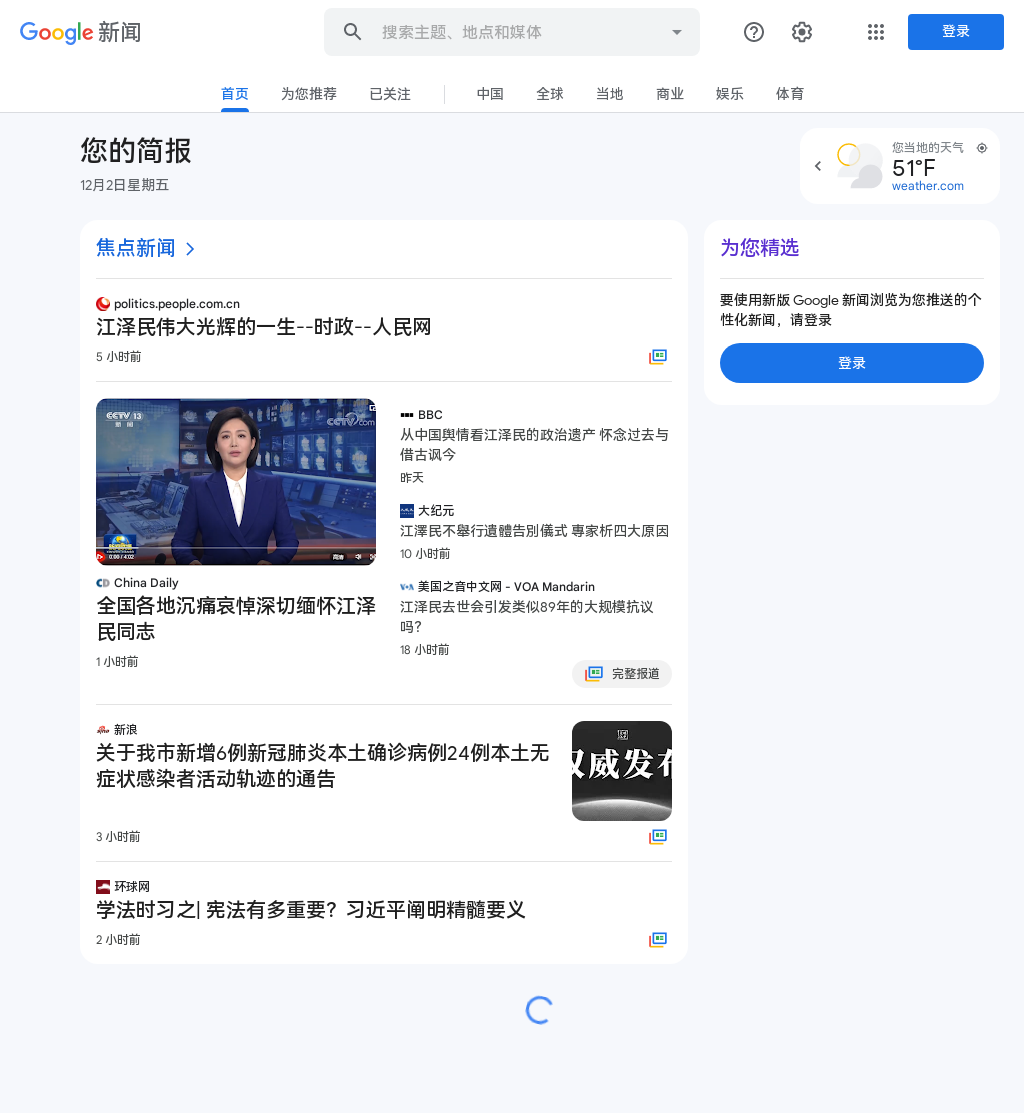 Google 新闻
搜索主题、地点和媒体
登录
首页
为您推荐
已关注
中国
全球
当地
商业
娱乐
体育
您的简报
12月2日星期五
您当地的天气
51°F
weather.com
焦点新闻
为您精选
politics.people.com.cn
江泽民伟大光辉的一生--时政--人民网
5 小时前
要使用新版 Google 新闻浏览为您推送的个
性化新闻，请登录
登录
CCTV 13
新闻
CCTV.com
0:00 / 4:02
高清
China Daily
全国各地沉痛哀悼深切缅怀江泽
民同志
1 小时前
BBC
从中国舆情看江泽民的政治遗产 怀念过去与
借古讽今
昨天
大纪元
江澤民不舉行遺體告別儀式 專家析四大原因
10 小时前
VOA
美国之音中文网 - VOA Mandarin
江泽民去世会引发类似89年的大规模抗议
吗？
18 小时前
完整报道
新浪
关于我市新增6例新冠肺炎本土确诊病例24例本土无
症状感染者活动轨迹的通告
3 小时前
权威发布
环球网
学法时习之| 宪法有多重要？习近平阐明精髓要义
2 小时前